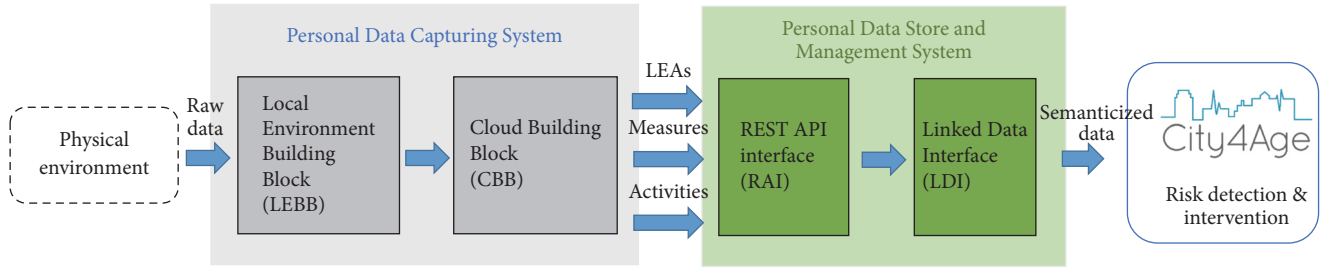 Personal Data Capturing System
Personal Data Store and
Management System
Physical
environment
Raw
data
Local
Environment
Building
Block
(LEBB)
Cloud Building
Block
(CBB)
LEAs
Measures
Activities
REST API
interface
(RAI)
Linked Data
Interface
(LDI)
Semanticized
data
City4Age
Risk detection &
intervention